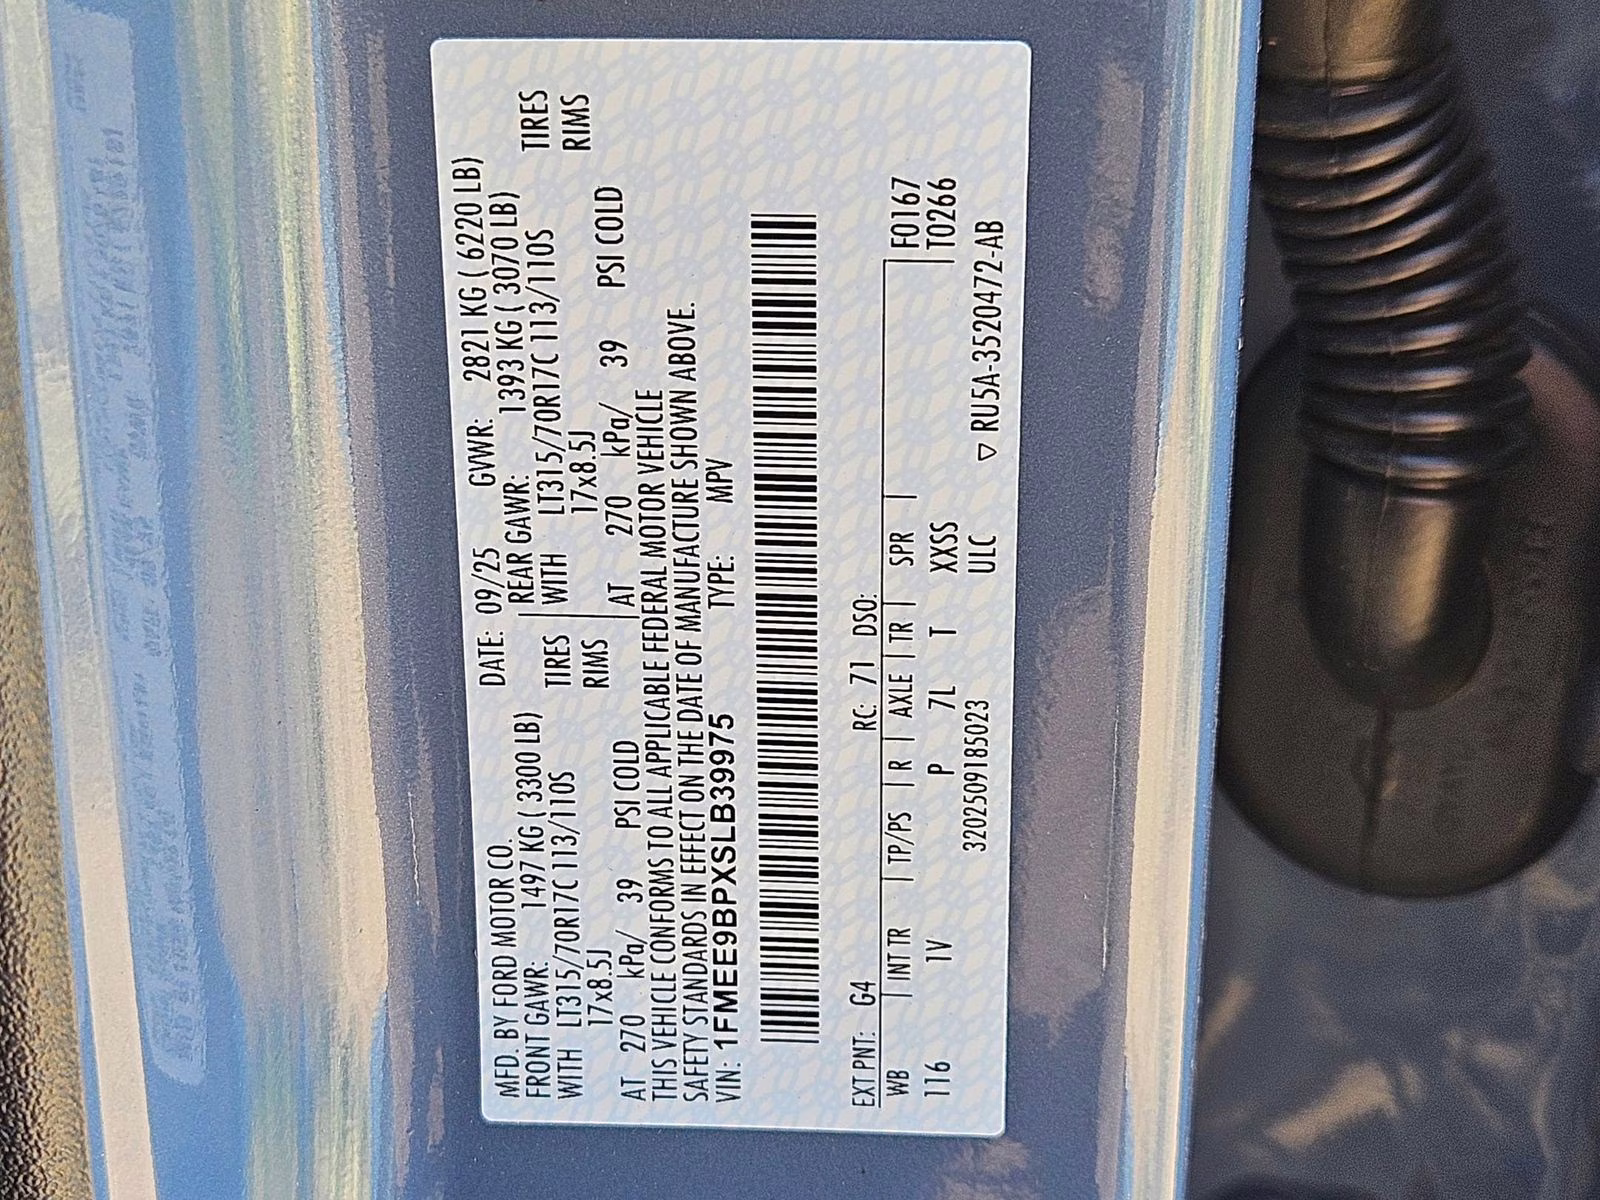 MFD. BY FORD MOTOR CO. DATE: 09/25 GVWR: 2821 KG ( 6220 LB)
FRONT GAWR: 1497 KG ( 3300 LB) REAR GAWR: 1393 KG ( 3070 LB)
WITH LT315/70R17C 113/110S TIRES WITH LT315/70R17C 113/110S TIRES
17x8.5J RIMS 17x8.5J RIMS
AT 270 kPa/ 39 PSI COLD AT 270 kPa/ 39 PSI COLD
THIS VEHICLE CONFORMS TO ALL APPLICABLE FEDERAL MOTOR VEHICLE
SAFETY STANDARDS IN EFFECT ON THE DATE OF MANUFACTURE SHOWN ABOVE.
VIN: 1FMEE9BPXSLB39975 TYPE: MPV
EXT PNT: G4 RC: 71 DSO:
WB INT TR TP/PS R AXLE TR SPR F0167
116 1V P 7L T XXSS T0266
3202509185023 ULC ▽ RU5A-3520472-AB